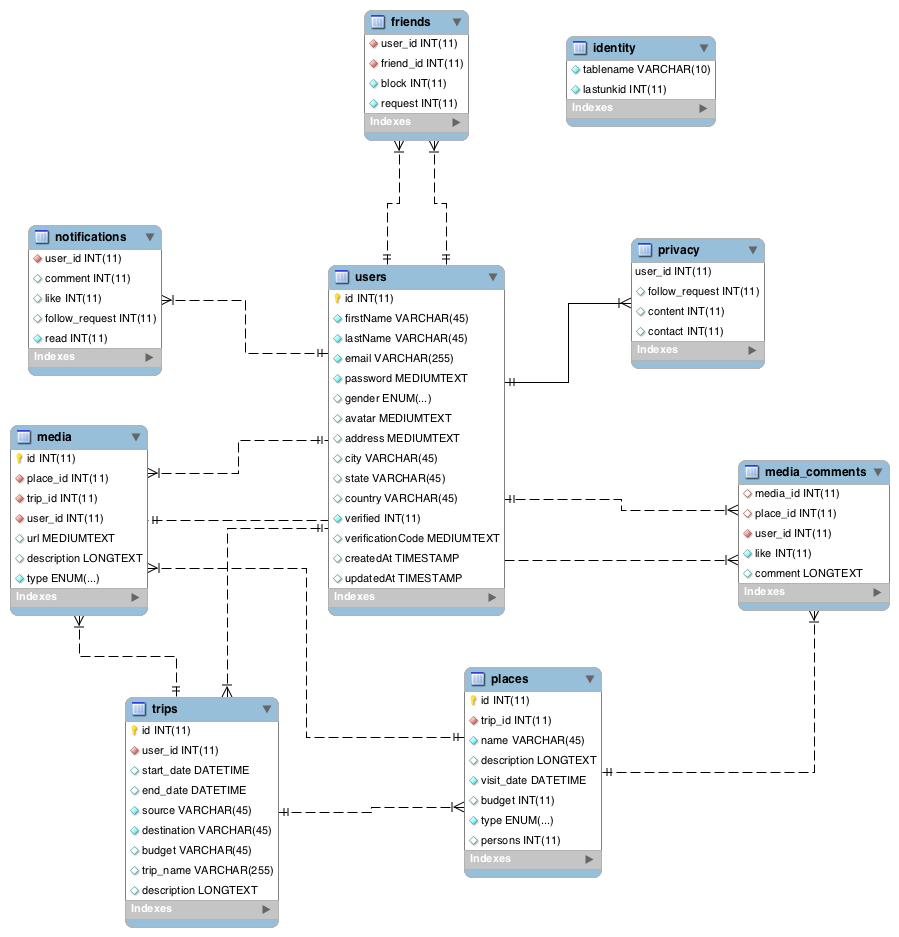 friends
user_id INT(11)
friend_id INT(11)
block INT(11)
request INT(11)
Indexes
identity
tablename VARCHAR(10)
lastunkid INT(11)
Indexes
notifications
user_id INT(11)
comment INT(11)
like INT(11)
follow_request INT(11)
read INT(11)
Indexes
users
id INT(11)
firstName VARCHAR(45)
lastName VARCHAR(45)
email VARCHAR(255)
password MEDIUMTEXT
gender ENUM(...)
avatar MEDIUMTEXT
address MEDIUMTEXT
city VARCHAR(45)
state VARCHAR(45)
country VARCHAR(45)
verified INT(11)
verificationCode MEDIUMTEXT
createdAt TIMESTAMP
updatedAt TIMESTAMP
Indexes
privacy
user_id INT(11)
follow_request INT(11)
content INT(11)
contact INT(11)
Indexes
media
id INT(11)
place_id INT(11)
trip_id INT(11)
user_id INT(11)
url MEDIUMTEXT
description LONGTEXT
type ENUM(...)
Indexes
media_comments
media_id INT(11)
place_id INT(11)
user_id INT(11)
like INT(11)
comment LONGTEXT
Indexes
trips
id INT(11)
user_id INT(11)
start_date DATETIME
end_date DATETIME
source VARCHAR(45)
destination VARCHAR(45)
budget VARCHAR(45)
trip_name VARCHAR(255)
description LONGTEXT
Indexes
places
id INT(11)
trip_id INT(11)
name VARCHAR(45)
description LONGTEXT
visit_date DATETIME
budget INT(11)
type ENUM(...)
persons INT(11)
Indexes